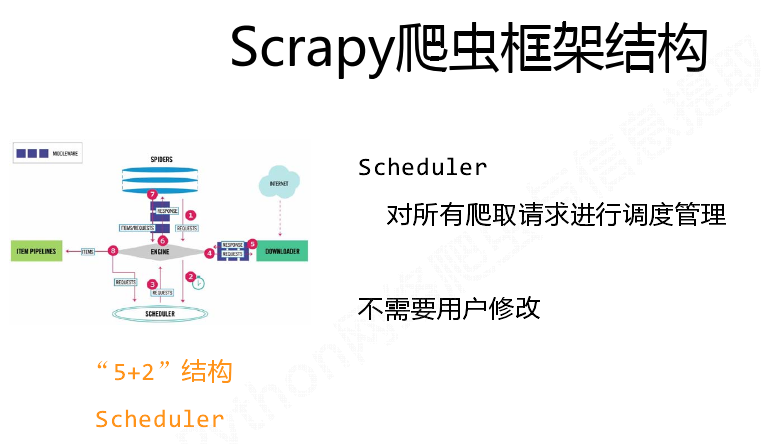 Scrapy爬虫框架结构
MIDDLEWARE
SPIDERS
INTERNET
7
RESPONSE
1
ITEMS/REQUESTS
REQUESTS
6
RESPONSE
5
ITEM PIPELINES
ITEMS
8
ENGINE
4
REQUESTS
DOWNLOADER
2
REQUESTS
3
REQUESTS
SCHEDULER
Scheduler
对所有爬取请求进行调度管理
不需要用户修改
“5+2”结构
Scheduler